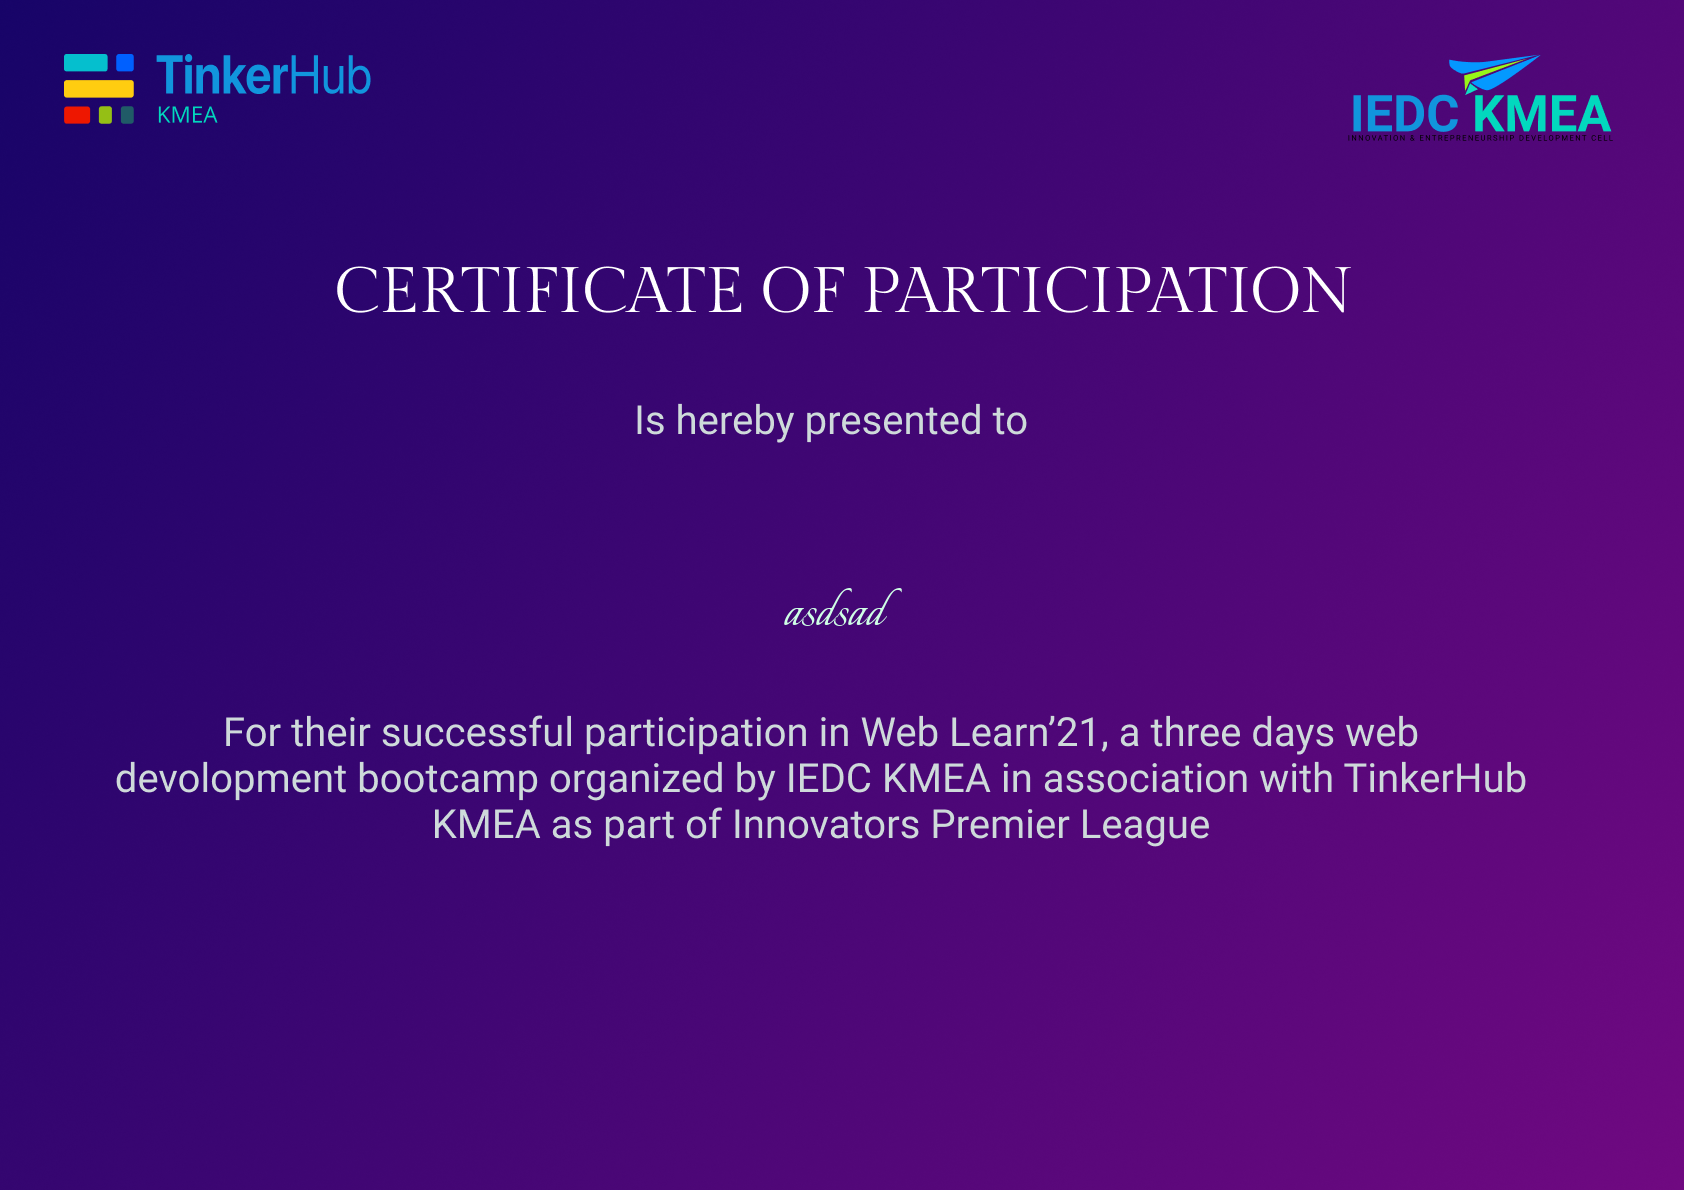 TinkerHub
KMEA
IEDC KMEA
INNOVATION & ENTREPRENEURSHIP DEVELOPMENT CELL
CERTIFICATE OF PARTICIPATION
Is hereby presented to
asdsad
For their successful participation in Web Learn’21, a three days web
devolopment bootcamp organized by IEDC KMEA in association with TinkerHub
KMEA as part of Innovators Premier League